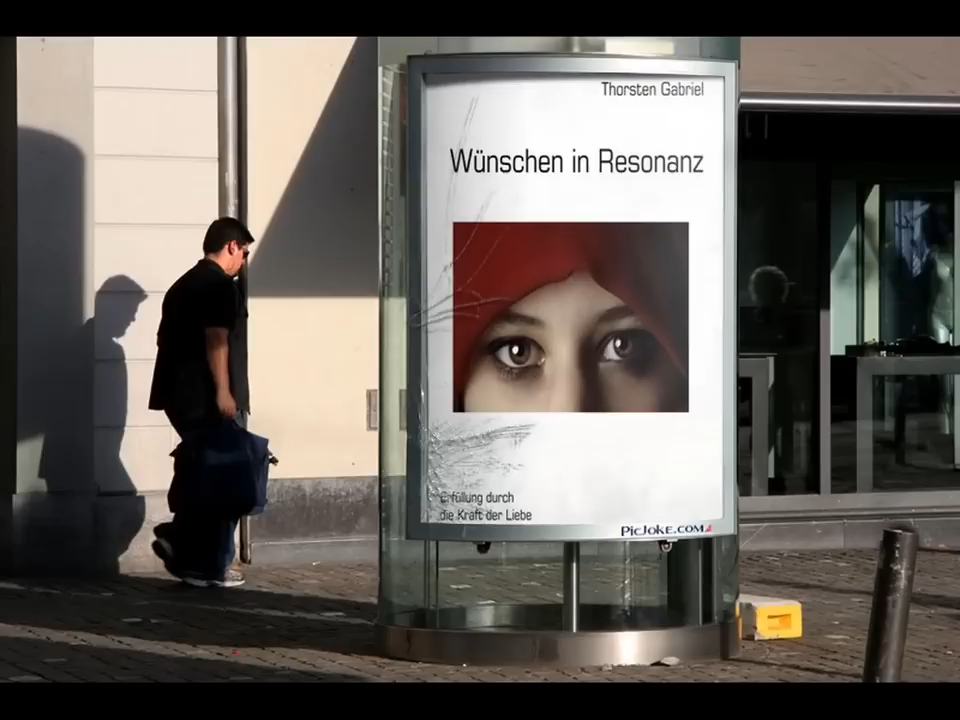 Thorsten Gabriel
Wünschen in Resonanz
Erfüllung durch
die Kraft der Liebe
PicJoke.com